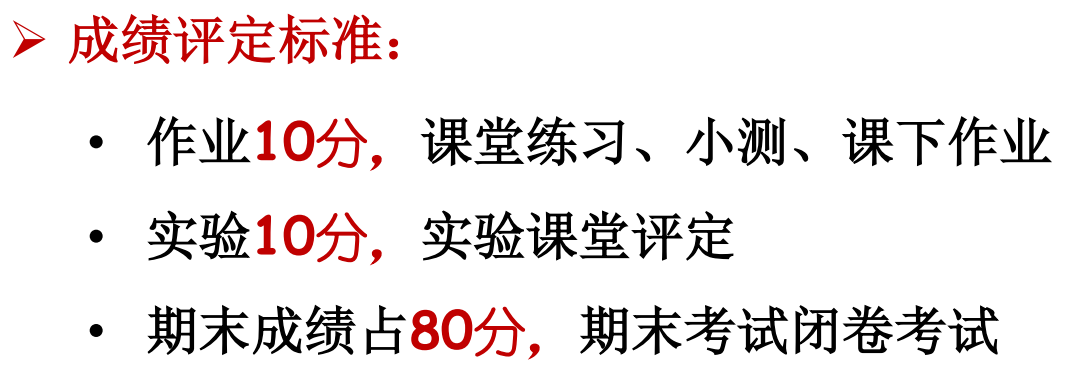 ➢ 成绩评定标准：
• 作业10分，课堂练习、小测、课下作业
• 实验10分，实验课堂评定
• 期末成绩占80分，期末考试闭卷考试